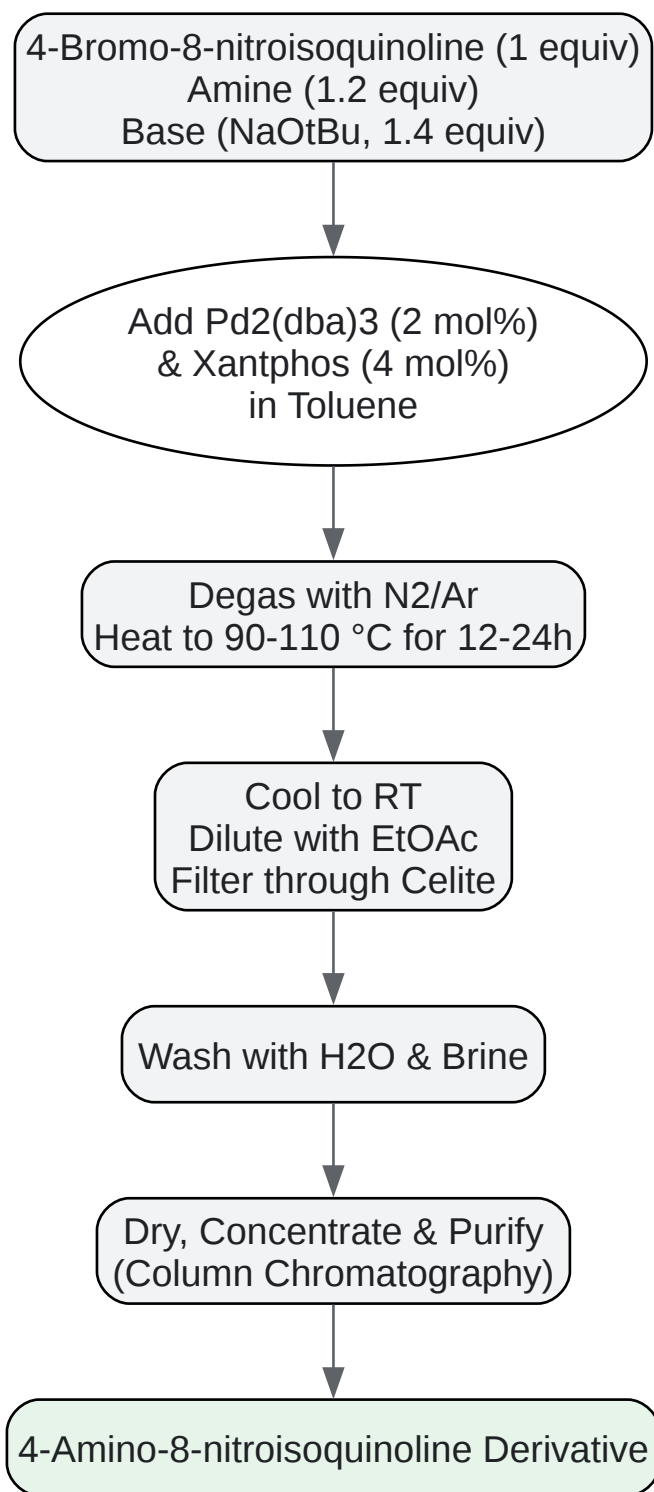 4-Bromo-8-nitroisoquinoline (1 equiv)
Amine (1.2 equiv)
Base (NaOtBu, 1.4 equiv)
Add Pd2(dba)3 (2 mol%)
& Xantphos (4 mol%)
in Toluene
Degas with N2/Ar
Heat to 90-110 °C for 12-24h
Cool to RT
Dilute with EtOAc
Filter through Celite
Wash with H2O & Brine
Dry, Concentrate & Purify
(Column Chromatography)
4-Amino-8-nitroisoquinoline Derivative